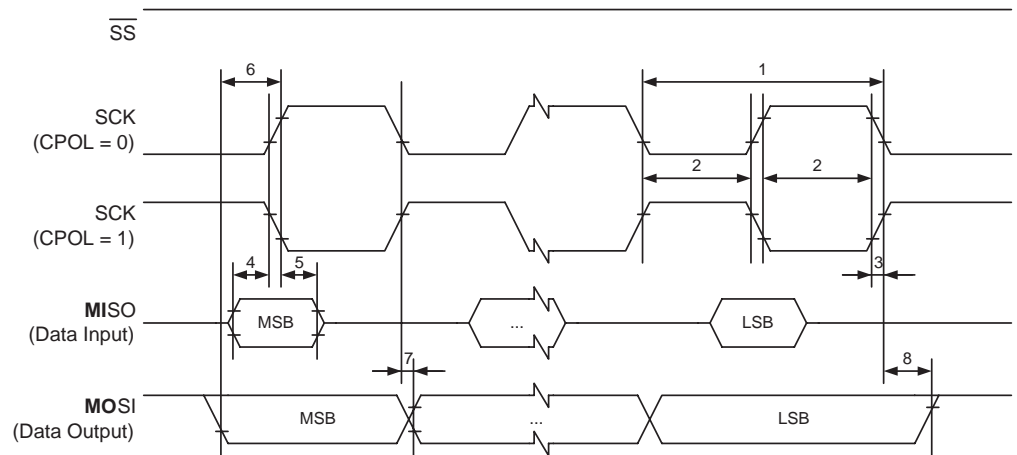 SS
6
1
SCK
(CPOL = 0)
2
2
SCK
(CPOL = 1)
4
5
3
MISO
(Data Input)
MSB
...
LSB
7
8
MOSI
(Data Output)
MSB
...
LSB